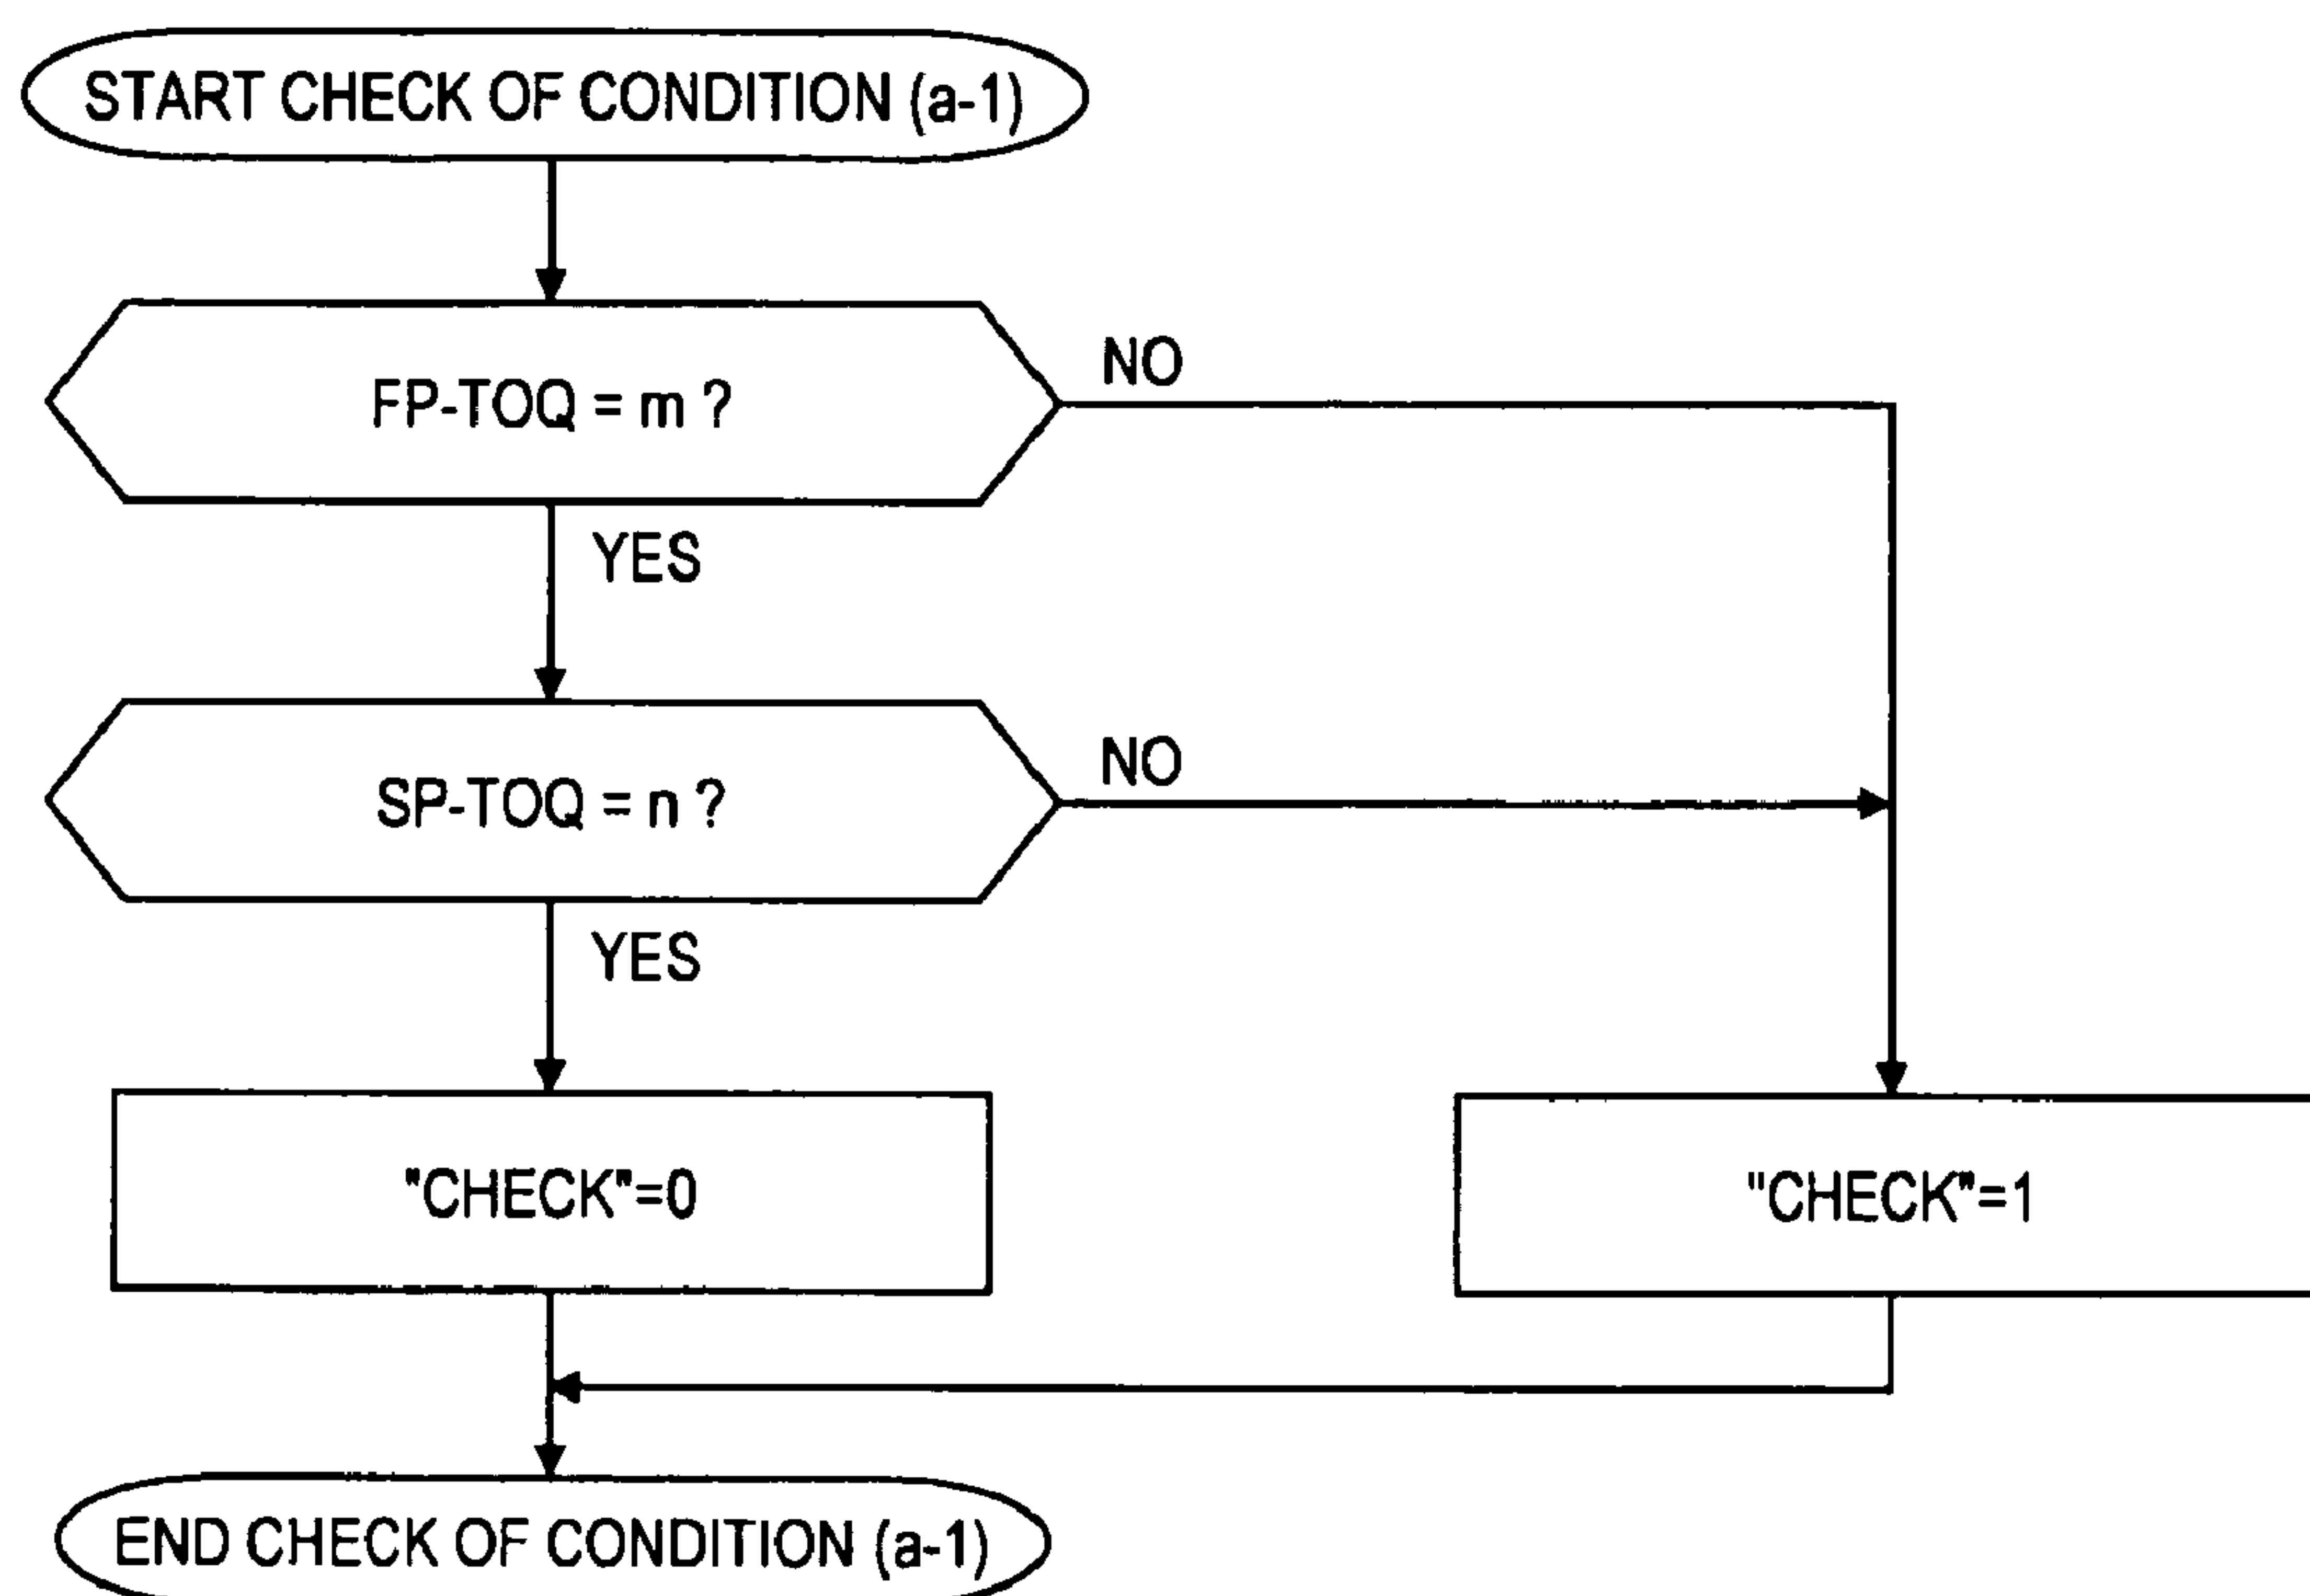 START CHECK OF CONDITION (a-1)
FP-TOQ = m ?
NO
YES
SP-TOQ = n ?
NO
YES
"CHECK"=0
"CHECK"=1
END CHECK OF CONDITION (a-1)